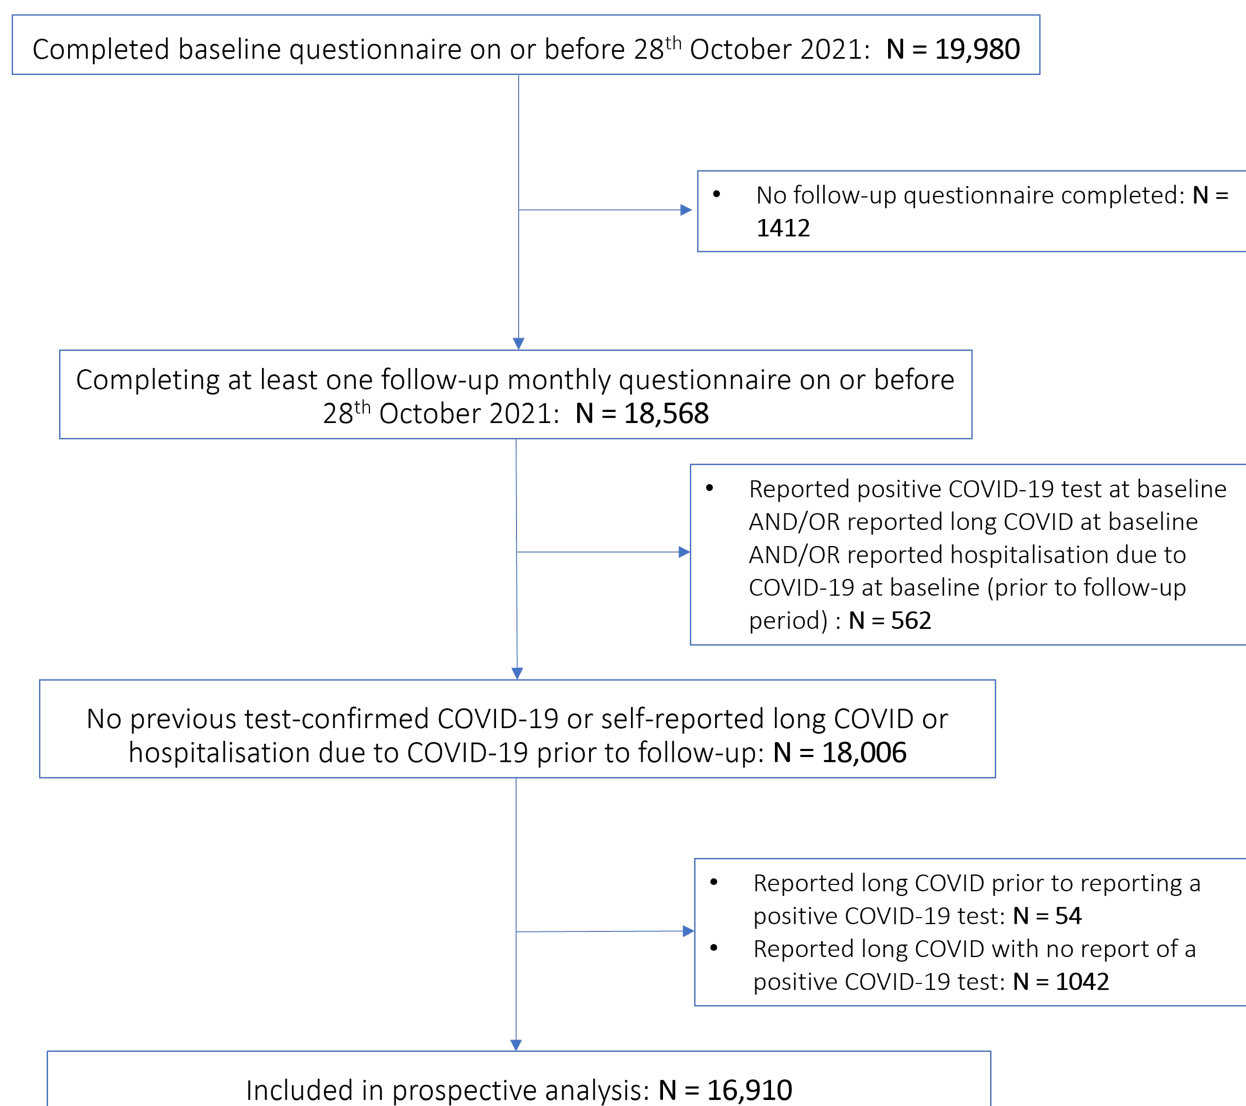 Completed baseline questionnaire on or before 28th October 2021: N = 19,980
• No follow-up questionnaire completed: N =
1412
Completing at least one follow-up monthly questionnaire on or before
28th October 2021: N = 18,568
• Reported positive COVID-19 test at baseline
AND/OR reported long COVID at baseline
AND/OR reported hospitalisation due to
COVID-19 at baseline (prior to follow-up
period) : N = 562
No previous test-confirmed COVID-19 or self-reported long COVID or
hospitalisation due to COVID-19 prior to follow-up: N = 18,006
• Reported long COVID prior to reporting a
positive COVID-19 test: N = 54
• Reported long COVID with no report of a
positive COVID-19 test: N = 1042
Included in prospective analysis: N = 16,910